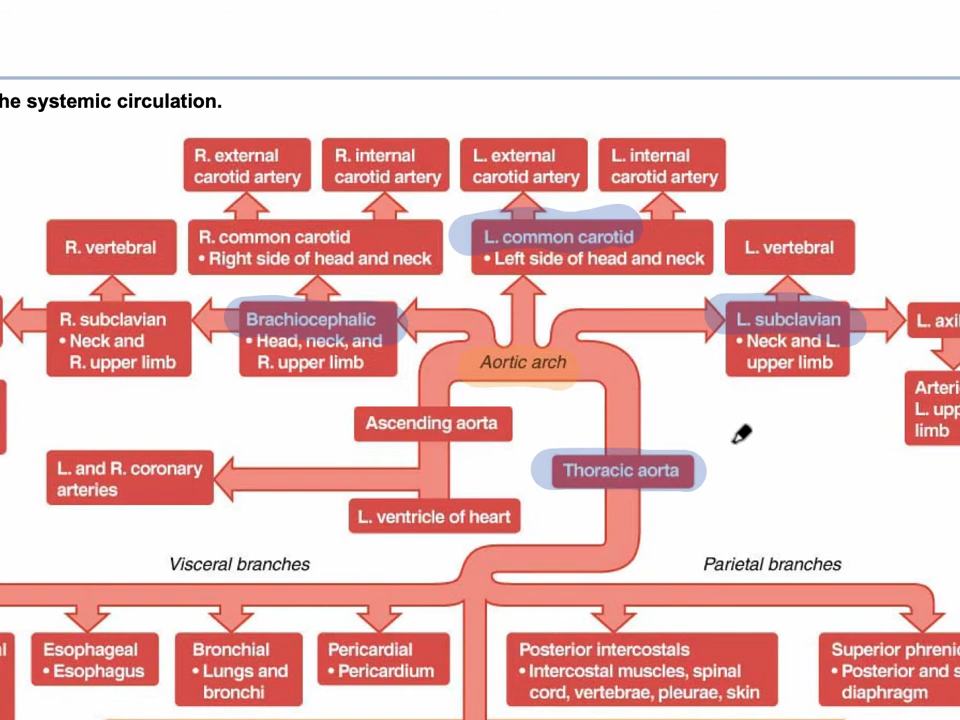 he systemic circulation.
R. external
carotid artery
R. internal
carotid artery
L. external
carotid artery
L. internal
carotid artery
R. vertebral
R. common carotid
• Right side of head and neck
L. common carotid
• Left side of head and neck
L. vertebral
R. subclavian
• Neck and
R. upper limb
Brachiocephalic
• Head, neck, and
R. upper limb
Aortic arch
L. subclavian
• Neck and L.
upper limb
L. axil
Arteri
L. upp
limb
Ascending aorta
L. and R. coronary
arteries
Thoracic aorta
L. ventricle of heart
Visceral branches
Parietal branches
Esophageal
• Esophagus
Bronchial
• Lungs and
bronchi
Pericardial
• Pericardium
Posterior intercostals
• Intercostal muscles, spinal
cord, vertebrae, pleurae, skin
Superior phrenic
• Posterior and s
diaphragm